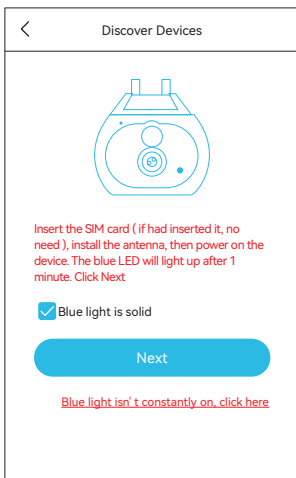 Discover Devices
Insert the SIM card ( if had inserted it, no
need ), install the antenna, then power on the
device. The blue LED will light up after 1
minute. Click Next
Blue light is solid
Next
Blue light isn' t constantly on, click here